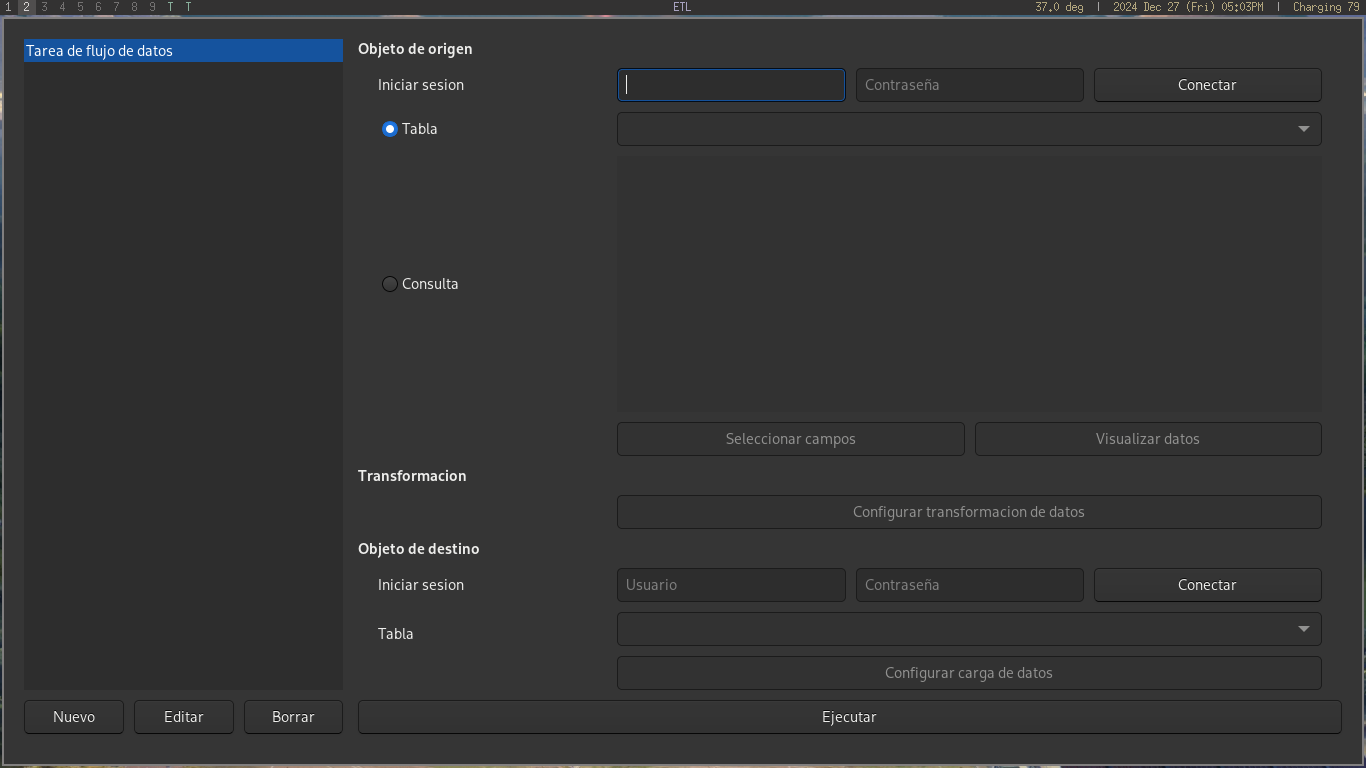 1 2 3 4 5 6 7 8 9 T T
ETL
37.0 deg | 2024 Dec 27 (Fri) 05:03PM | Charging 79
Tarea de flujo de datos
Objeto de origen
Iniciar sesion
Contraseña
Conectar
Tabla
Consulta
Seleccionar campos
Visualizar datos
Transformacion
Configurar transformacion de datos
Objeto de destino
Iniciar sesion
Usuario
Contraseña
Conectar
Tabla
Configurar carga de datos
Nuevo
Editar
Borrar
Ejecutar